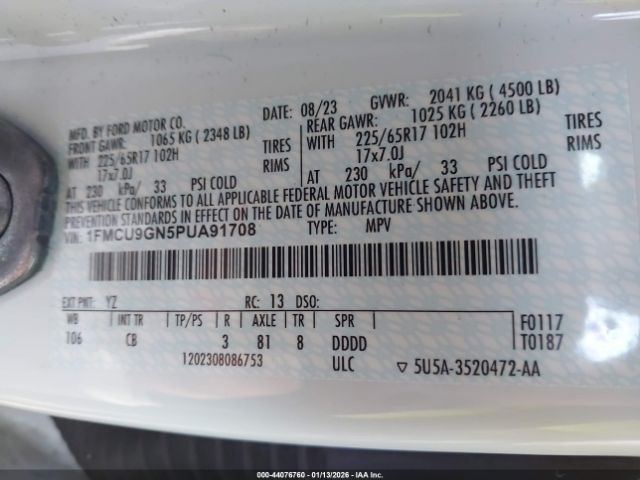 MFD. BY FORD MOTOR CO. DATE: 08/23 GVWR: 2041 KG ( 4500 LB)
FRONT GAWR: 1065 KG ( 2348 LB) REAR GAWR: 1025 KG ( 2260 LB)
WITH 225/65R17 102H TIRES WITH 225/65R17 102H TIRES
17x7.0J RIMS 17x7.0J RIMS
AT 230 kPa/ 33 PSI COLD AT 230 kPa/ 33 PSI COLD
THIS VEHICLE CONFORMS TO ALL APPLICABLE FEDERAL MOTOR VEHICLE SAFETY AND THEFT
PREVENTION STANDARDS IN EFFECT ON THE DATE OF MANUFACTURE SHOWN ABOVE.
VIN: 1FMCU9GN5PUA91708 TYPE: MPV
EXT PNT: YZ RC: 13 DSO:
WB INT TR TP/PS R AXLE TR SPR F0117
106 CB 3 81 8 DDDD T0187
1202308086753 ULC ▽ 5U5A-3520472-AA
000-44076760 - 01/13/2026 - IAA Inc.